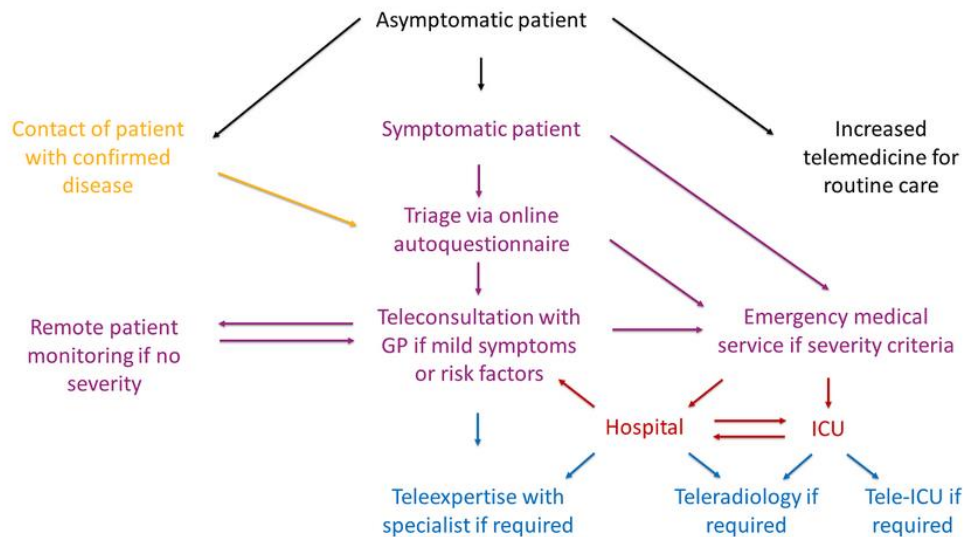 Asymptomatic patient
Contact of patient
with confirmed
disease
Symptomatic patient
Increased
telemedicine for
routine care
Triage via online
autoquestionnaire
Remote patient
monitoring if no
severity
Teleconsultation with
GP if mild symptoms
or risk factors
Emergency medical
service if severity criteria
Hospital
ICU
Teleexpertise with
specialist if required
Teleradiology if
required
Tele-ICU if
required